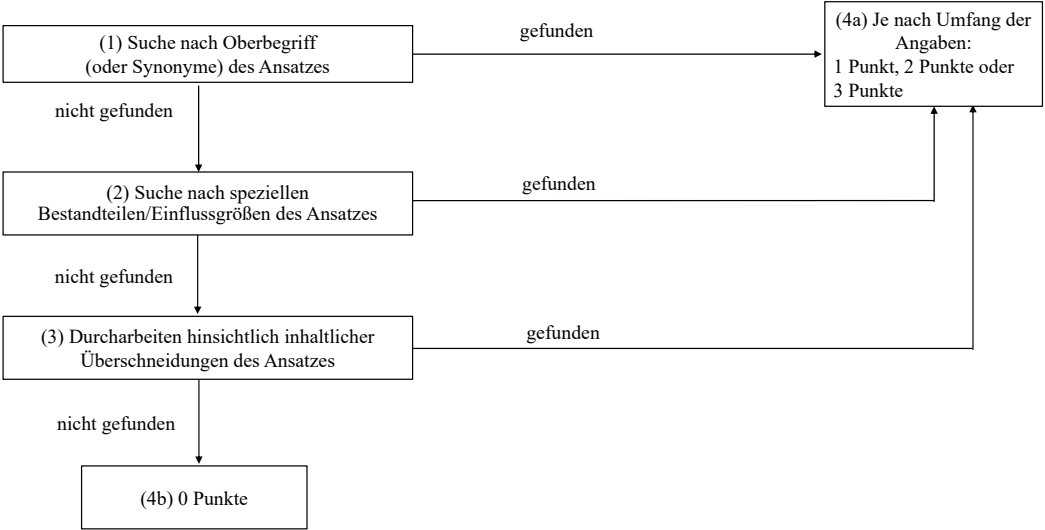 (1) Suche nach Oberbegriff
(oder Synonyme) des Ansatzes
gefunden
(4a) Je nach Umfang der
Angaben:
1 Punkt, 2 Punkte oder
3 Punkte
nicht gefunden
(2) Suche nach speziellen
Bestandteilen/Einflussgrößen des Ansatzes
gefunden
nicht gefunden
(3) Durcharbeiten hinsichtlich inhaltlicher
Überschneidungen des Ansatzes
gefunden
nicht gefunden
(4b) 0 Punkte